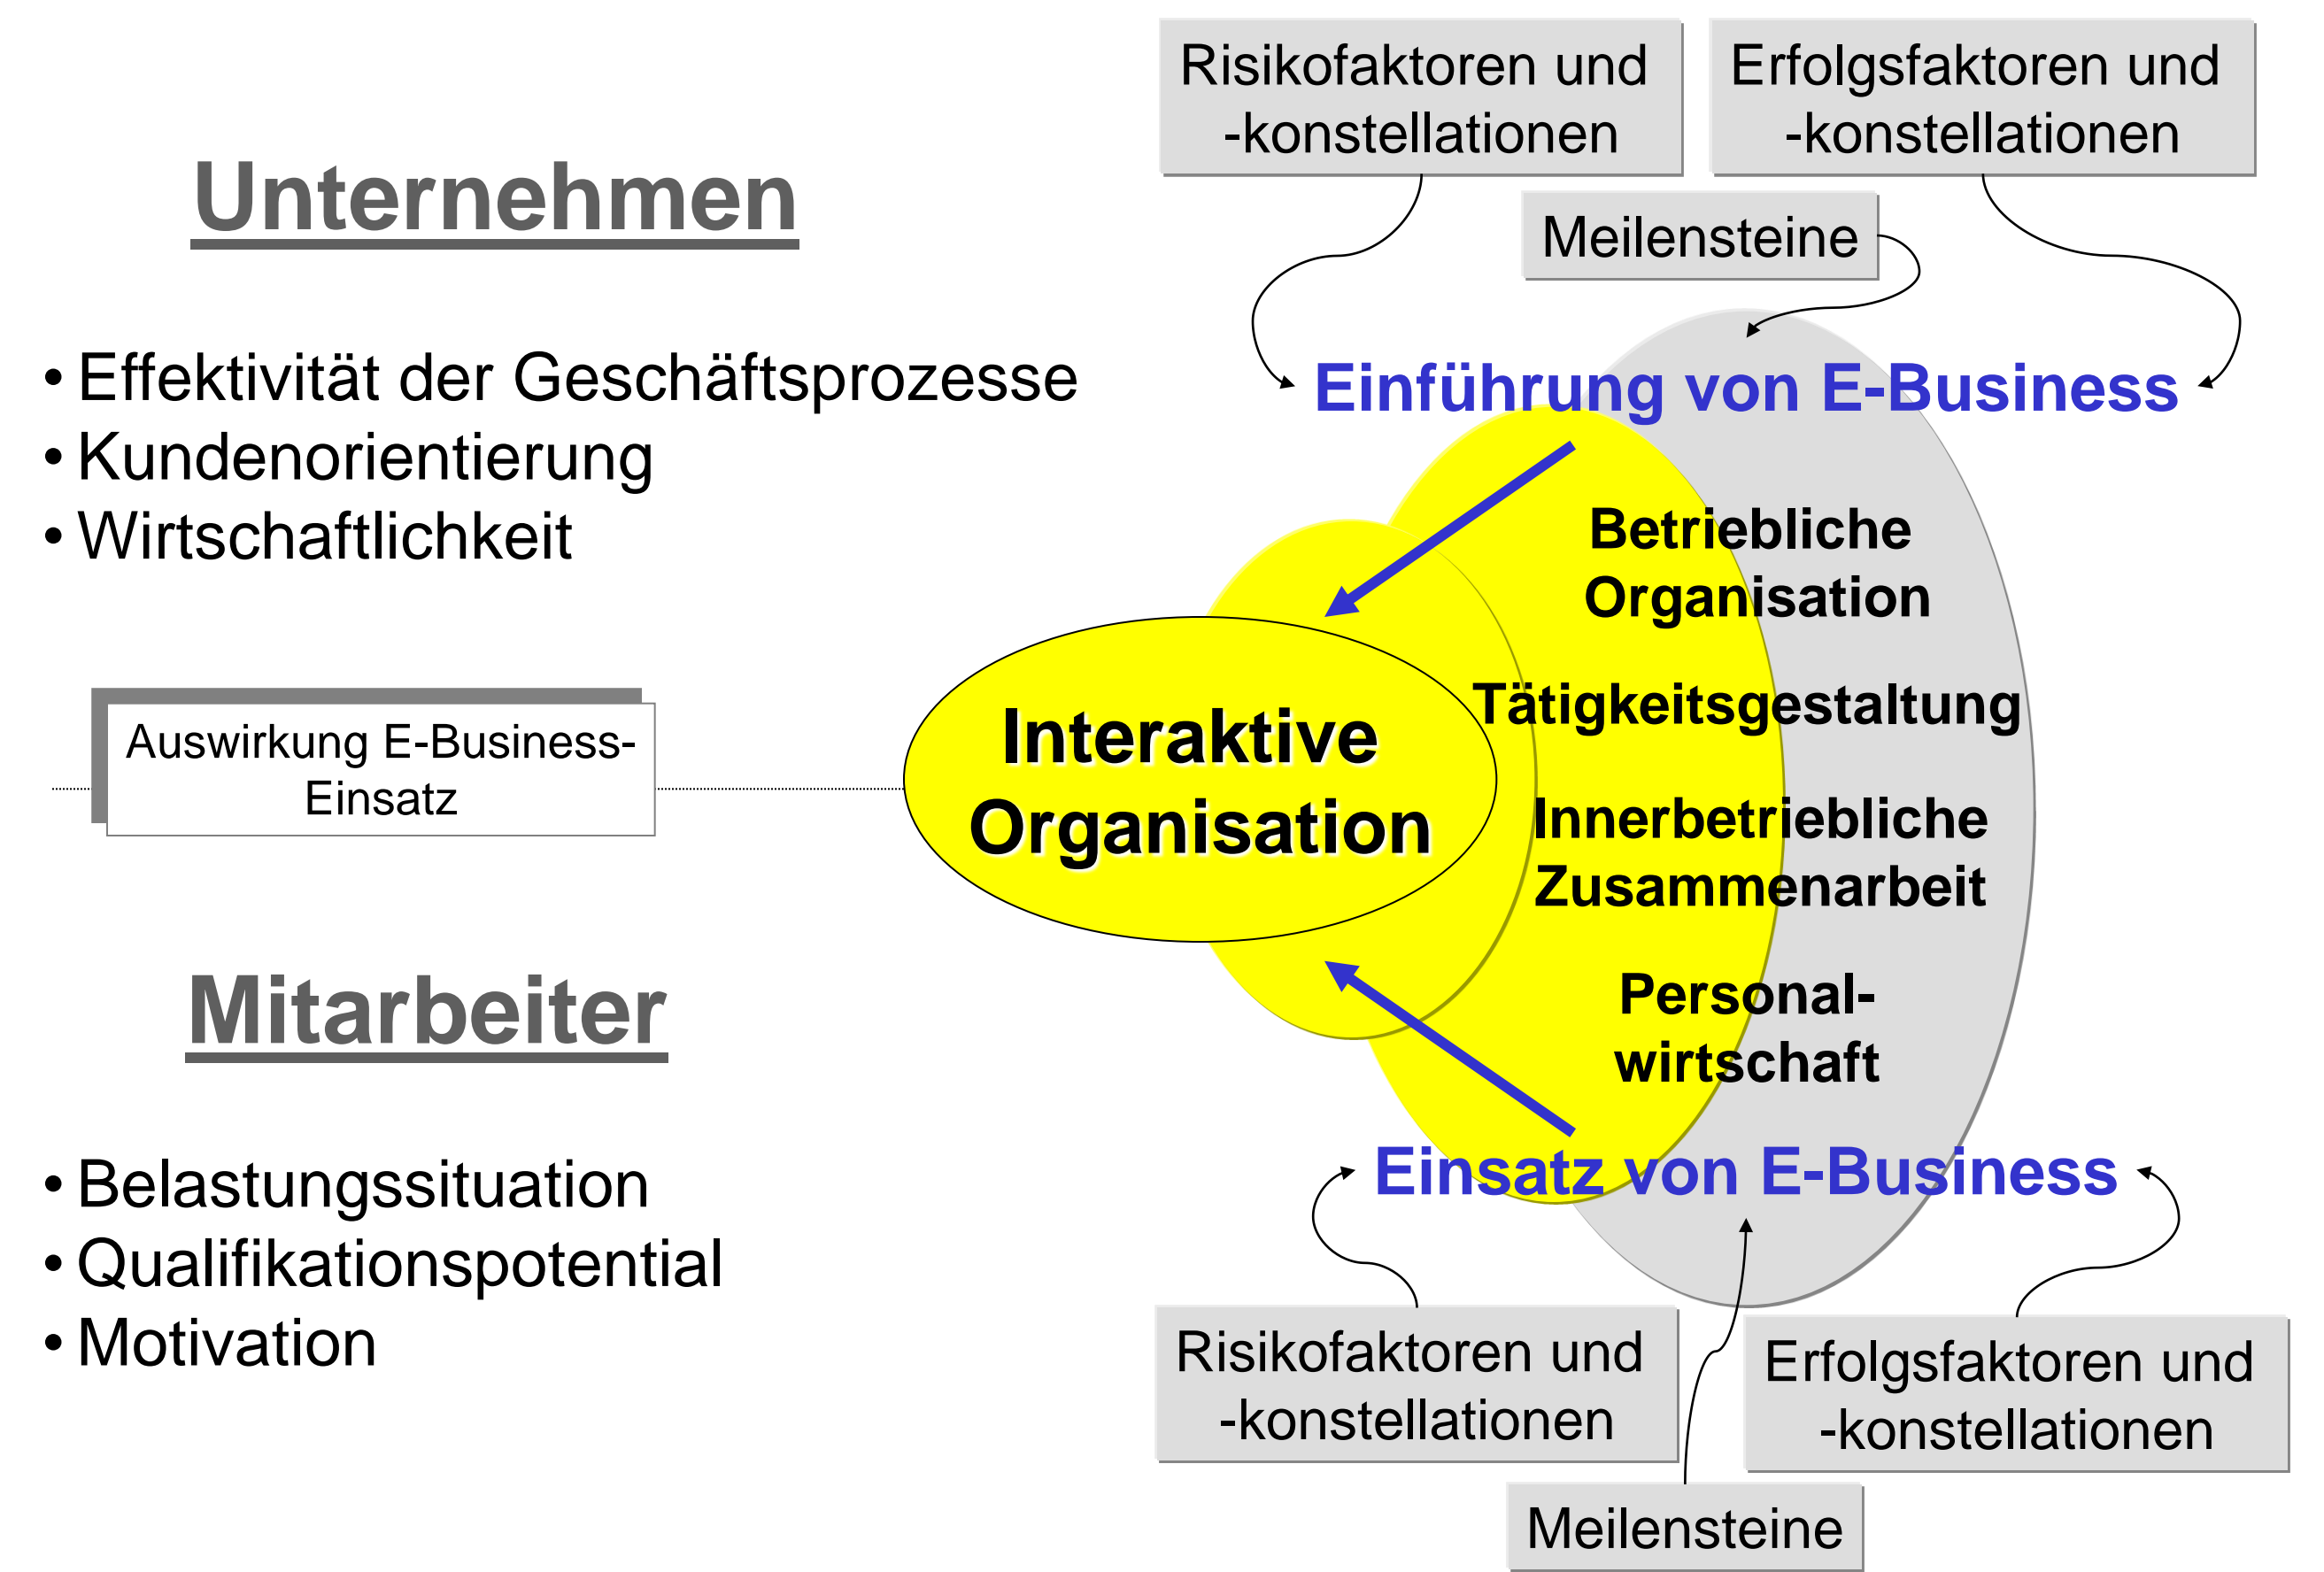 Unternehmen
• Effektivität der Geschäftsprozesse
• Kundenorientierung
• Wirtschaftlichkeit
Auswirkung E-Business-
Einsatz
Mitarbeiter
• Belastungssituation
• Qualifikationspotential
• Motivation
Risikofaktoren und
-konstellationen
Erfolgsfaktoren und
-konstellationen
Meilensteine
Einführung von E-Business
Betriebliche
Organisation
Tätigkeitsgestaltung
Interaktive
Organisation
Innerbetriebliche
Zusammenarbeit
Personal-
wirtschaft
Einsatz von E-Business
Risikofaktoren und
-konstellationen
Erfolgsfaktoren und
-konstellationen
Meilensteine